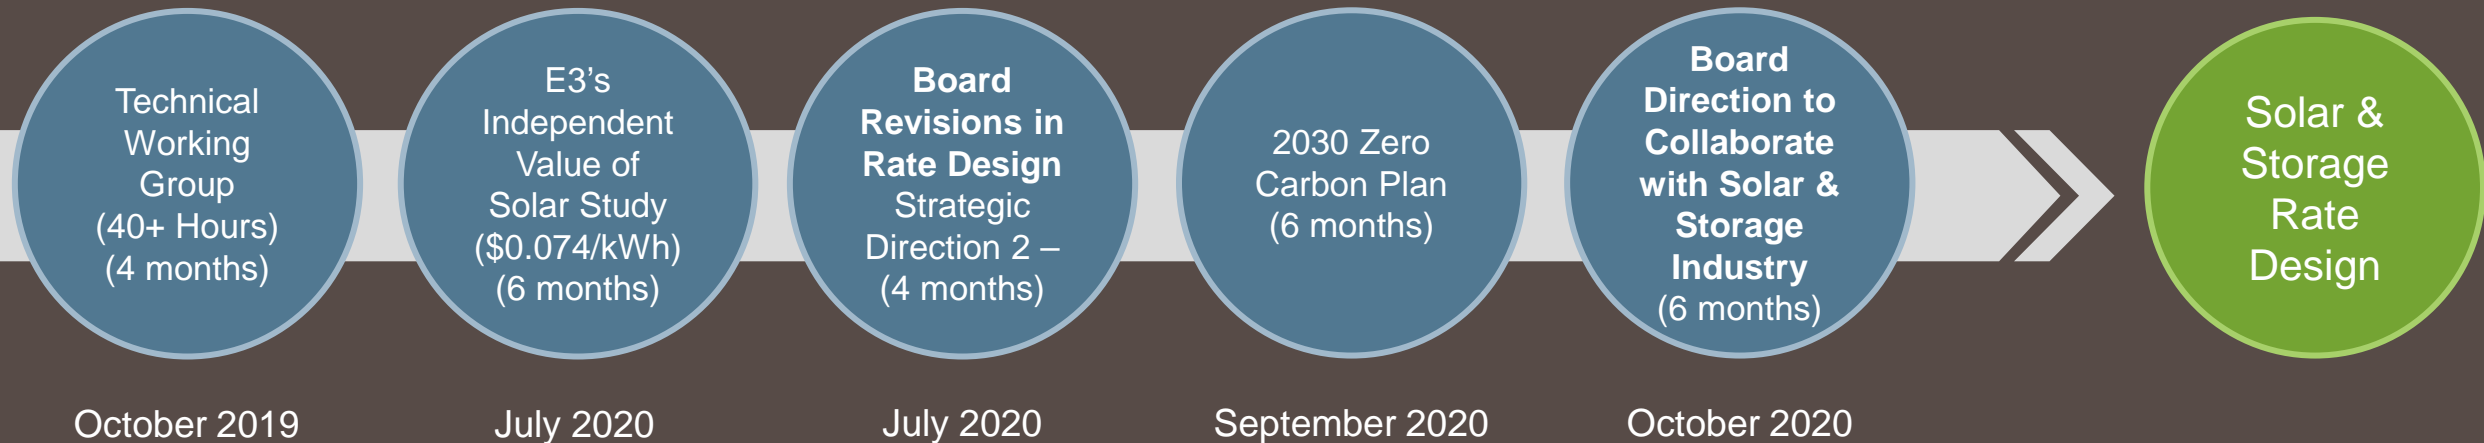 Technical
Working
Group
(40+ Hours)
(4 months)
October 2019
E3’s
Independent
Value of
Solar Study
($0.074/kWh)
(6 months)
July 2020
Board
Revisions in
Rate Design
Strategic
Direction 2 –
(4 months)
July 2020
2030 Zero
Carbon Plan
(6 months)
September 2020
Board
Direction to
Collaborate
with Solar &
Storage
Industry
(6 months)
October 2020
Solar &
Storage
Rate
Design